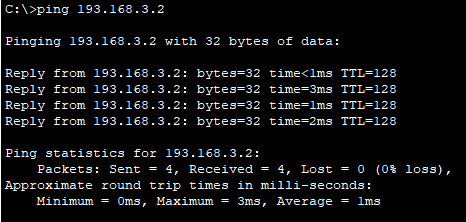 C:\>ping 193.168.3.2
Pinging 193.168.3.2 with 32 bytes of data:
Reply from 193.168.3.2: bytes=32 time<1ms TTL=128
Reply from 193.168.3.2: bytes=32 time=3ms TTL=128
Reply from 193.168.3.2: bytes=32 time=1ms TTL=128
Reply from 193.168.3.2: bytes=32 time=2ms TTL=128
Ping statistics for 193.168.3.2:
    Packets: Sent = 4, Received = 4, Lost = 0 (0% loss),
Approximate round trip times in milli-seconds:
    Minimum = 0ms, Maximum = 3ms, Average = 1ms